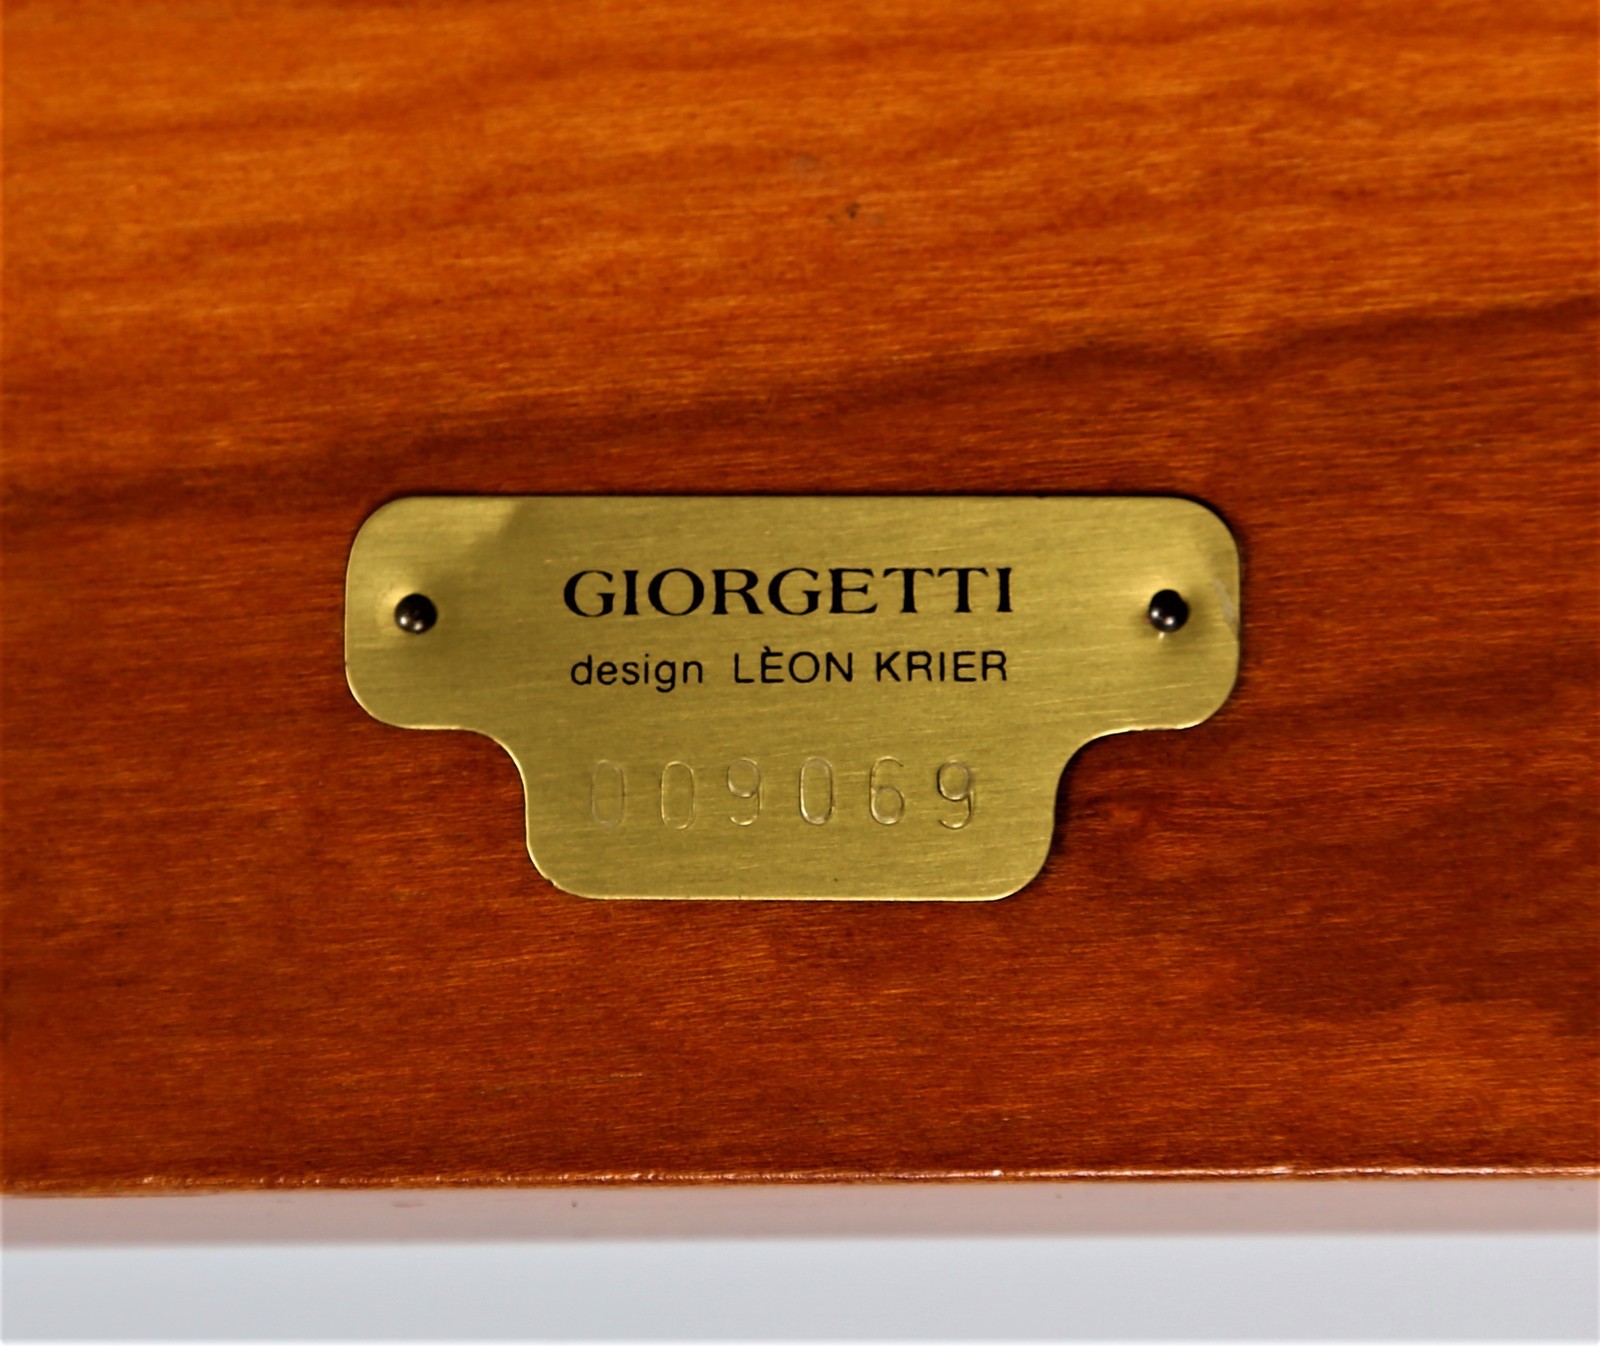 GIORGETTI
design LÈON KRIER
009069